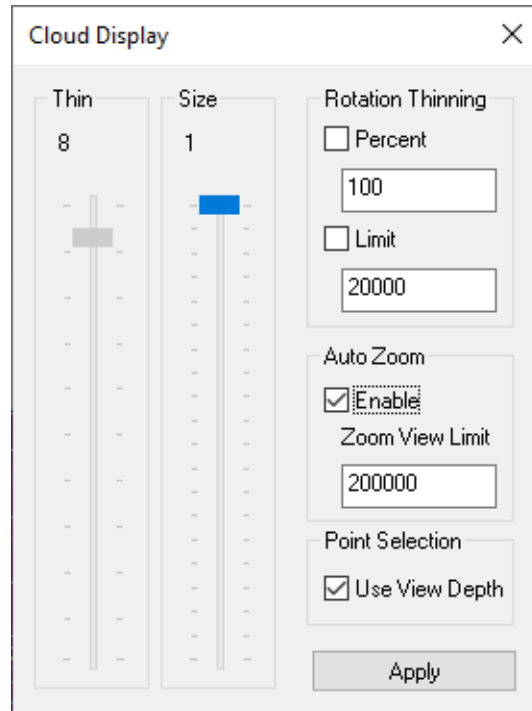 Cloud Display
Thin
8
Size
1
Rotation Thinning
Percent
100
Limit
20000
Auto Zoom
Enable
Zoom View Limit
200000
Point Selection
Use View Depth
Apply